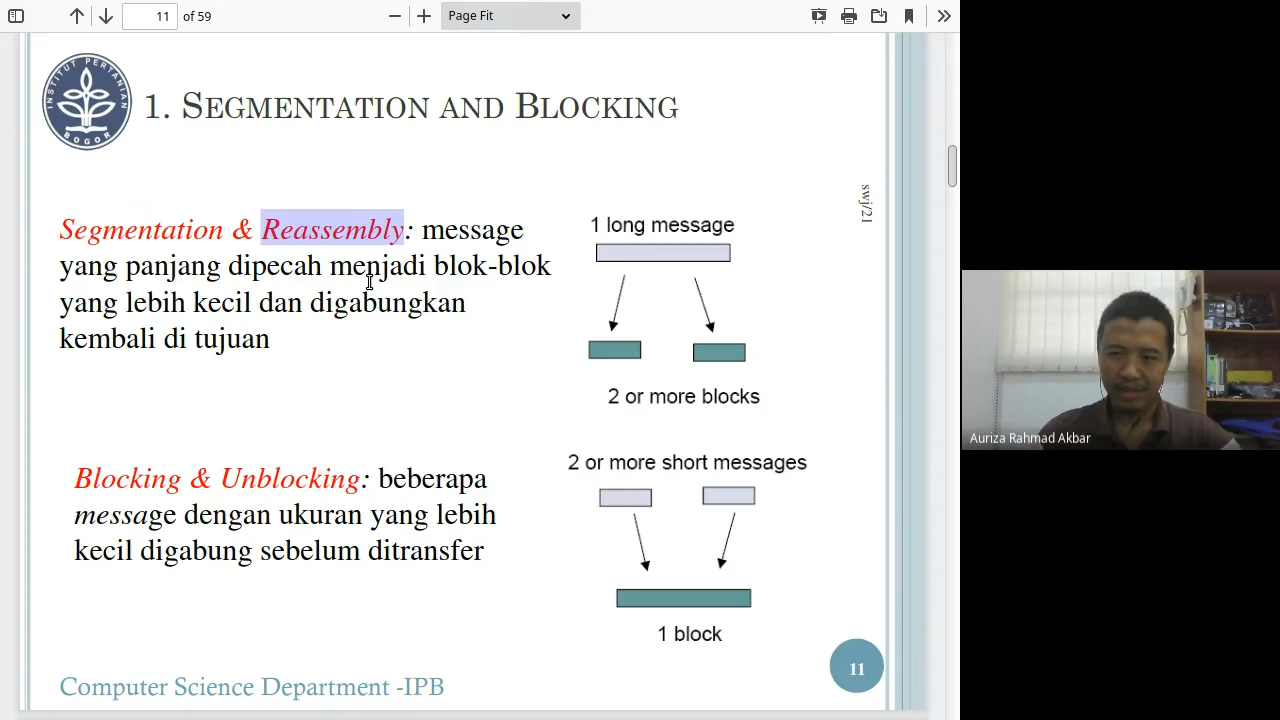 11 of 59
Page Fit
INSTITUT PERTANIAN
BOGOR
1. SEGMENTATION AND BLOCKING
swj/21
Segmentation & Reassembly: message
yang panjang dipecah menjadi blok-blok
yang lebih kecil dan digabungkan
kembali di tujuan
1 long message
2 or more blocks
Blocking & Unblocking: beberapa
message dengan ukuran yang lebih
kecil digabung sebelum ditransfer
2 or more short messages
1 block
11
Computer Science Department -IPB
Auriza Rahmad Akbar